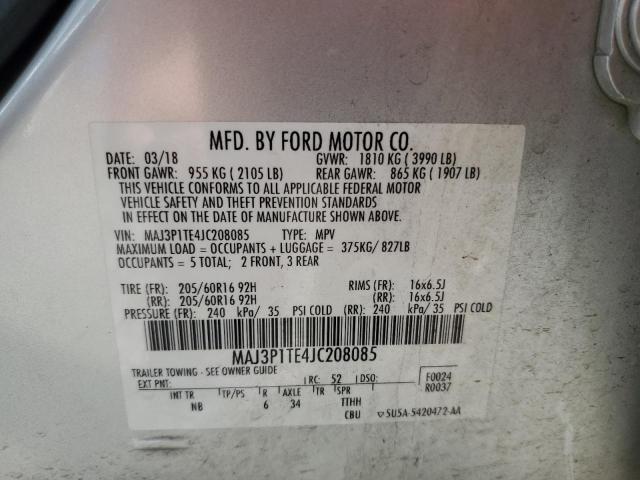 MFD. BY FORD MOTOR CO.
DATE: 03/18 GVWR: 1810 KG ( 3990 LB)
FRONT GAWR: 955 KG ( 2105 LB) REAR GAWR: 865 KG ( 1907 LB)
THIS VEHICLE CONFORMS TO ALL APPLICABLE FEDERAL MOTOR
VEHICLE SAFETY AND THEFT PREVENTION STANDARDS
IN EFFECT ON THE DATE OF MANUFACTURE SHOWN ABOVE.
VIN: MAJ3P1TE4JC208085 TYPE: MPV
MAXIMUM LOAD = OCCUPANTS + LUGGAGE = 375KG/ 827LB
OCCUPANTS = 5 TOTAL; 2 FRONT, 3 REAR
TIRE (FR): 205/60R16 92H RIMS (FR): 16x6.5J
(RR): 205/60R16 92H (RR): 16x6.5J
PRESSURE (FR): 240 kPa/ 35 PSI COLD (RR): 240 kPa/ 35 PSI COLD
MAJ3P1TE4JC208085
TRAILER TOWING - SEE OWNER GUIDE
EXT PNT: RC: 52 DSO: F0024
R0037
INT TR TP/PS R AXLE TR SPR
NB 6 34 TTHH
CBU SU5A-5420472-AA